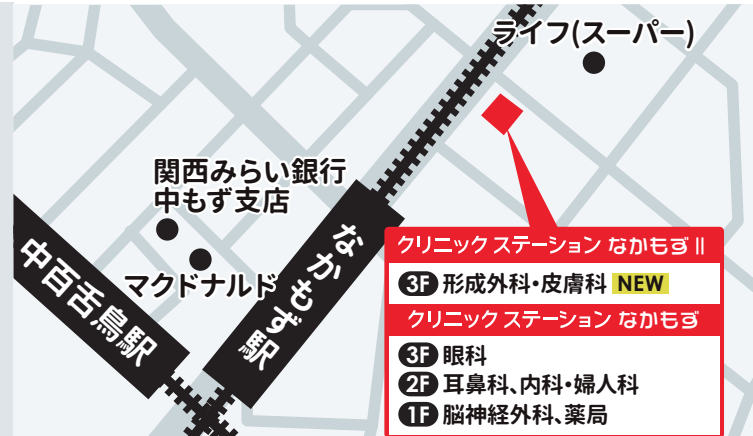 ライフ(スーパー)
関西みらい銀行
中もず支店
マクドナルド
中百舌鳥駅
なかもず駅
クリニック ステーション なかもず II
3F 形成外科・皮膚科 NEW
クリニック ステーション なかもず
3F 眼科
2F 耳鼻科、内科・婦人科
1F 脳神経外科、薬局